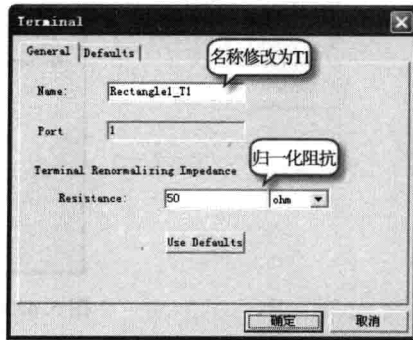 Terminal
General
Defaults
名称修改为T1
Name:
Rectangle1_T1
Port
1
归一化阻抗
Terminal Renormalizing Impedance
Resistance:
50
ohm
Use Defaults
确定
取消